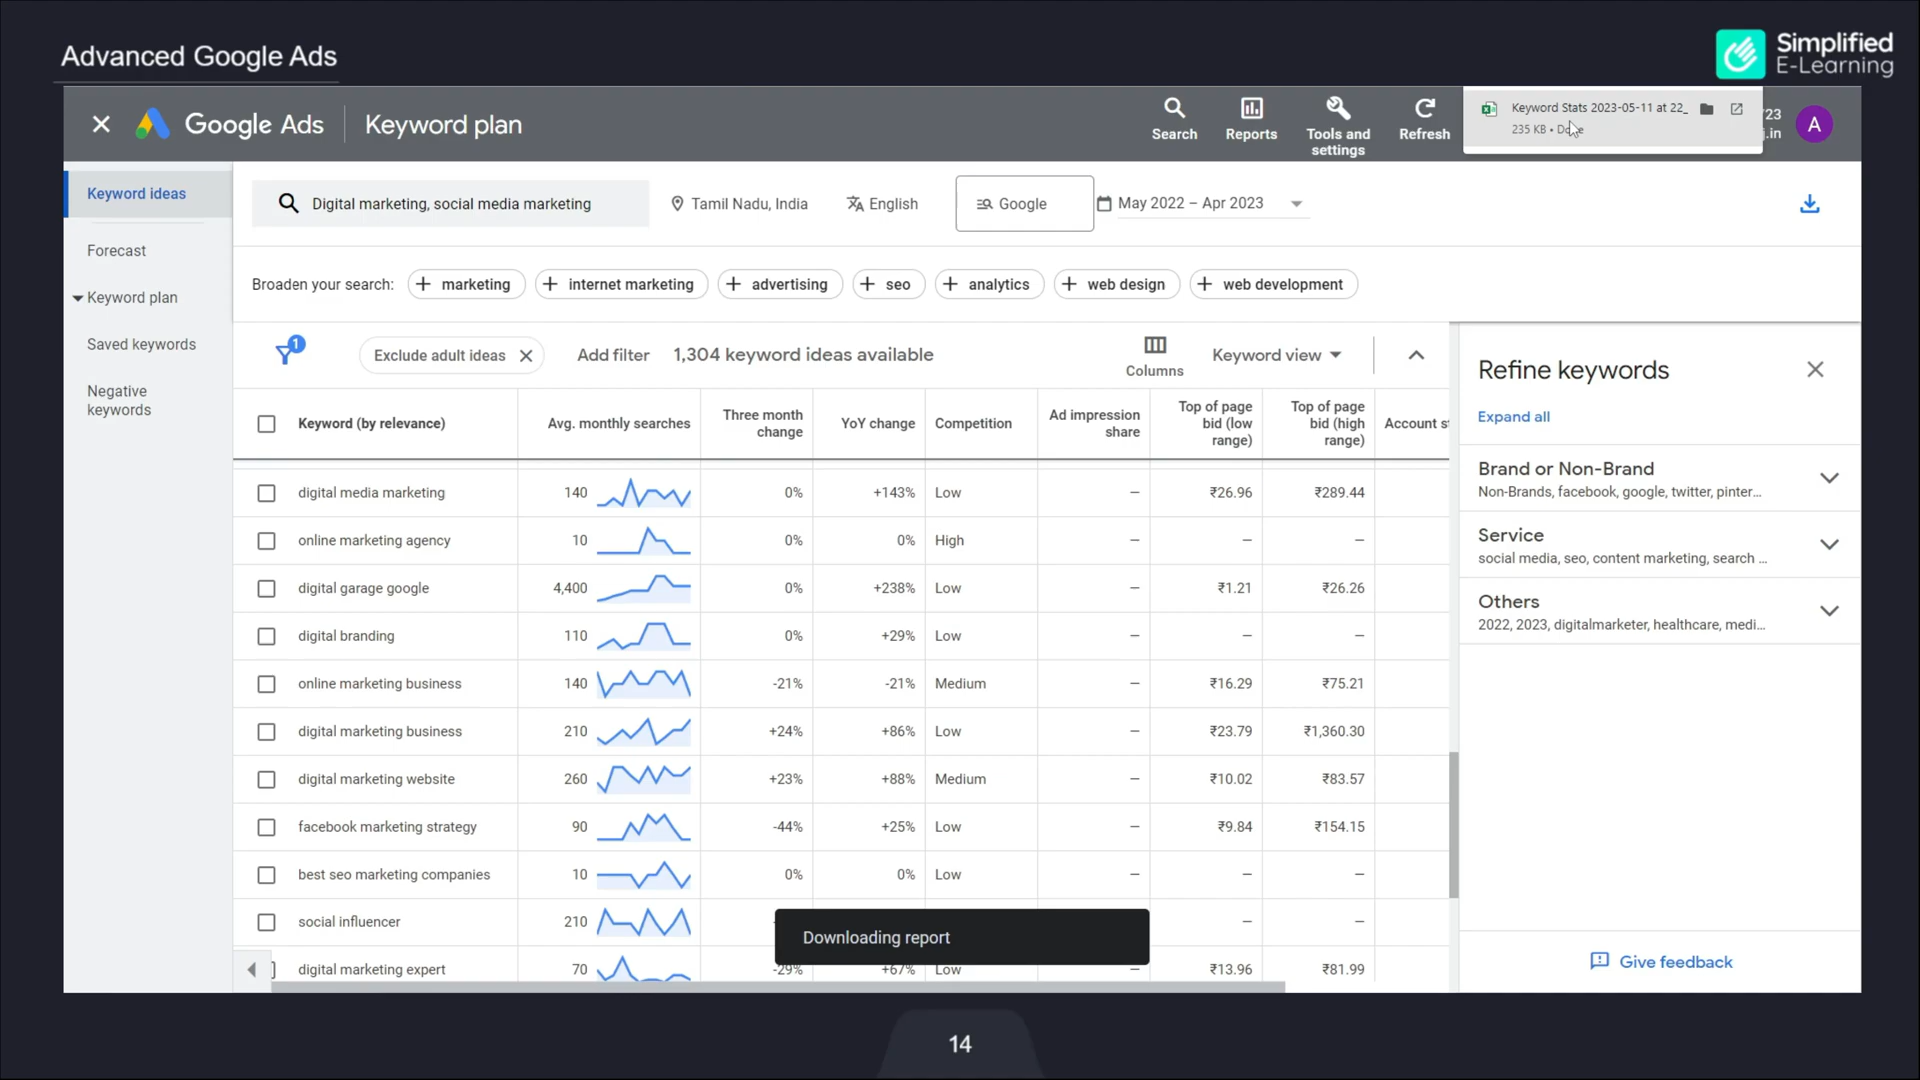 Advanced Google Ads
Simplified
E-Learning
Google Ads
Keyword plan
Search
Reports
Tools and
settings
Refresh
Keyword Stats 2023-05-11 at 22_
235 KB •
23
j.in
A
Keyword ideas
Forecast
Keyword plan
Saved keywords
Negative
keywords
Digital marketing, social media marketing
Tamil Nadu, India
English
Google
May 2022 – Apr 2023
Broaden your search:
marketing
internet marketing
advertising
seo
analytics
web design
web development
1
Exclude adult ideas
Add filter
1,304 keyword ideas available
Columns
Keyword view
Keyword (by relevance)
Avg. monthly searches
Three month
change
YoY change
Competition
Ad impression
share
Top of page
bid (low
range)
Top of page
bid (high
range)
Account s
digital media marketing 140 0% +143% Low – ₹26.96 ₹289.44
online marketing agency 10 0% 0% High – – –
digital garage google 4,400 0% +238% Low – ₹1.21 ₹26.26
digital branding 110 0% +29% Low – – –
online marketing business 140 -21% -21% Medium – ₹16.29 ₹75.21
digital marketing business 210 +24% +86% Low – ₹23.79 ₹1,360.30
digital marketing website 260 +23% +88% Medium – ₹10.02 ₹83.57
facebook marketing strategy 90 -44% +25% Low – ₹9.84 ₹154.15
best seo marketing companies 10 0% 0% Low – – –
social influencer 210 – –
digital marketing expert 70 -29% +67% Low – ₹13.96 ₹81.99
Downloading report
Refine keywords
Expand all
Brand or Non-Brand
Non-Brands, facebook, google, twitter, pinter...
Service
social media, seo, content marketing, search ...
Others
2022, 2023, digitalmarketer, healthcare, medi...
Give feedback
14